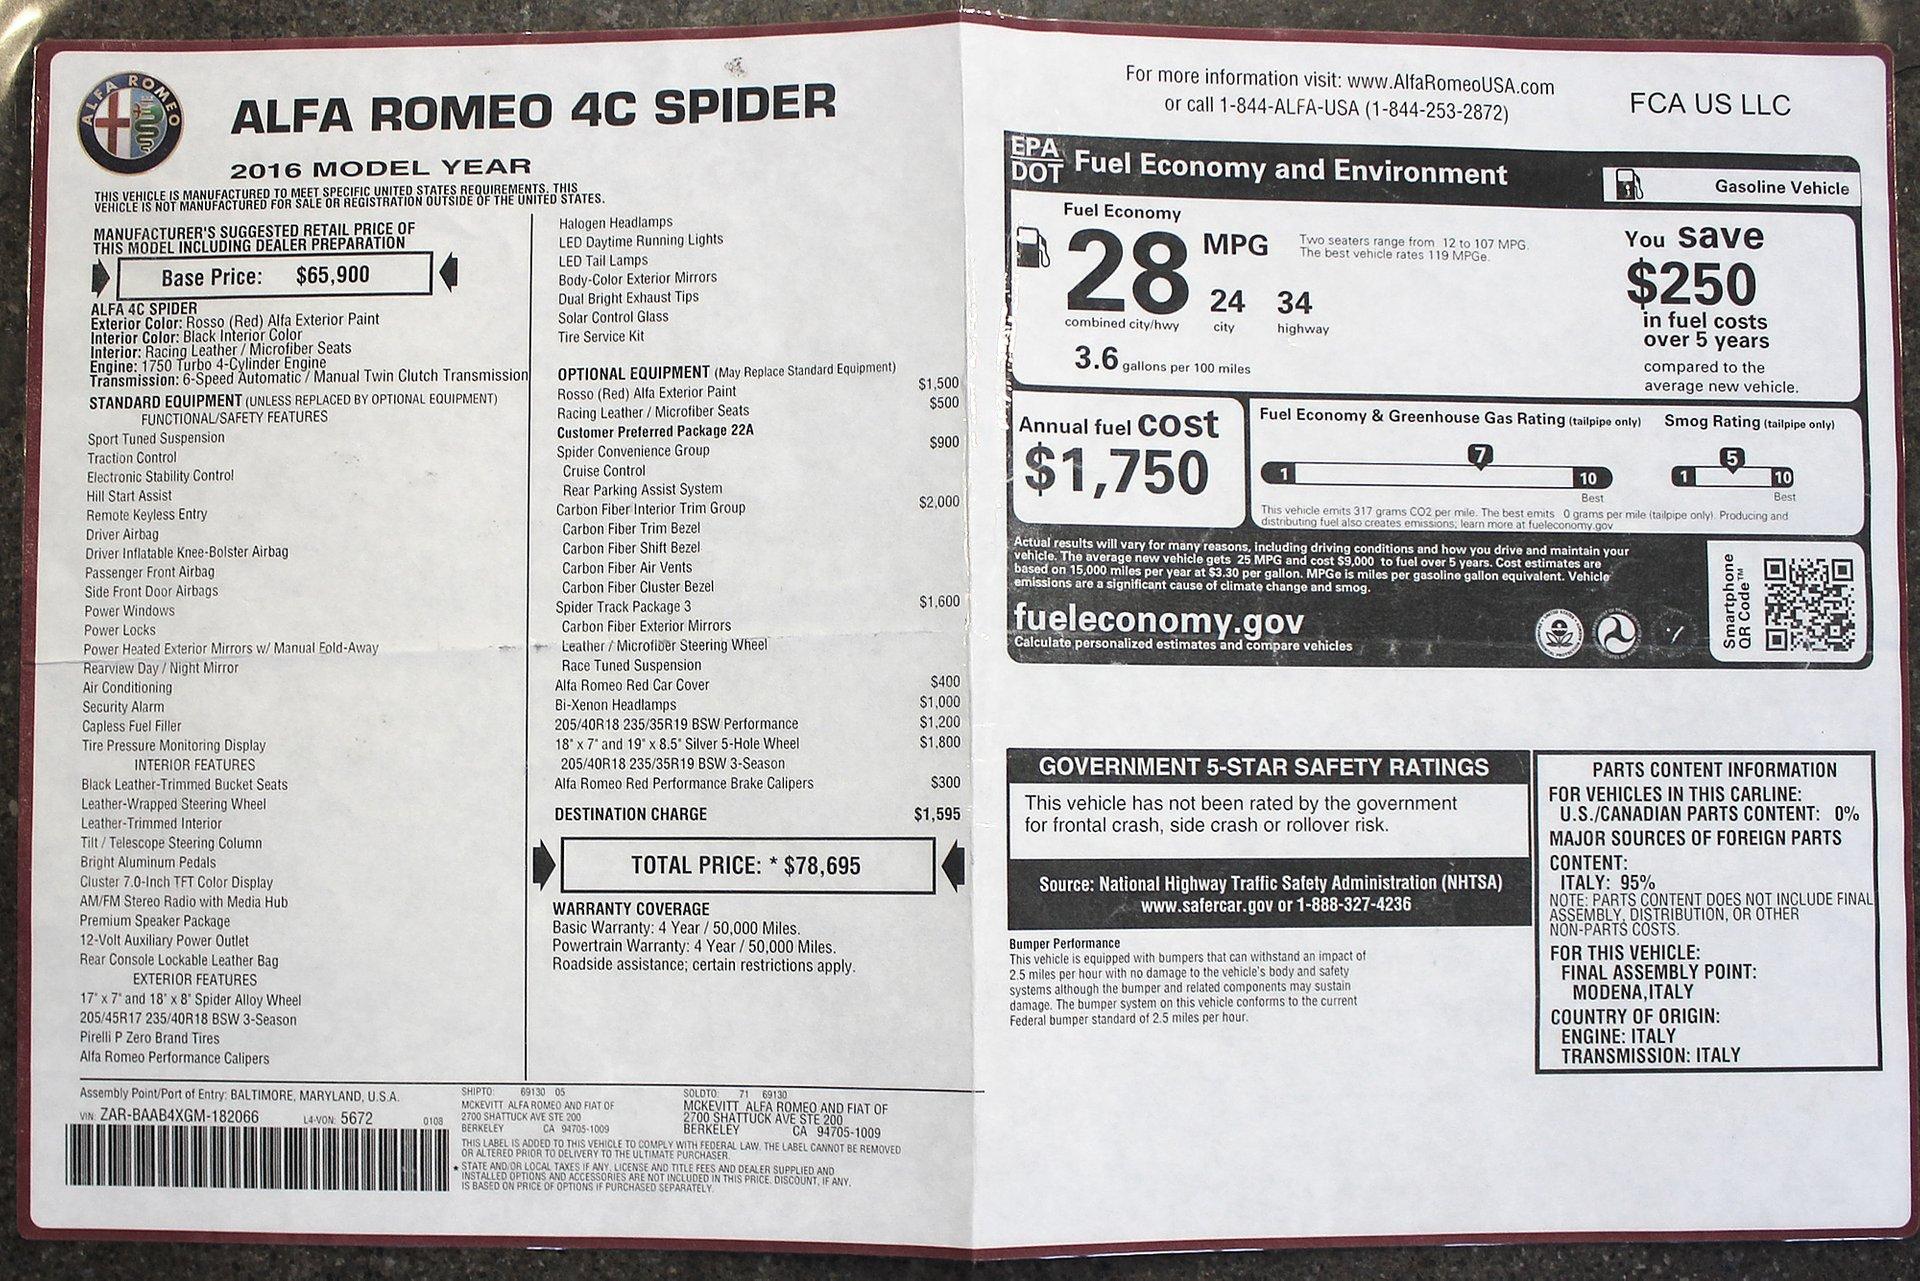 ALFA ROMEO
ALFA ROMEO 4C SPIDER
2016 MODEL YEAR
THIS VEHICLE IS MANUFACTURED TO MEET SPECIFIC UNITED STATES REQUIREMENTS. THIS
VEHICLE IS NOT MANUFACTURED FOR SALE OR REGISTRATION OUTSIDE OF THE UNITED STATES.
MANUFACTURER'S SUGGESTED RETAIL PRICE OF
THIS MODEL INCLUDING DEALER PREPARATION
Base Price: $65,900
ALFA 4C SPIDER
Exterior Color: Rosso (Red) Alfa Exterior Paint
Interior Color: Black Interior Color
Interior: Racing Leather / Microfiber Seats
Engine: 1750 Turbo 4-Cylinder Engine
Transmission: 6-Speed Automatic / Manual Twin Clutch Transmission
STANDARD EQUIPMENT (UNLESS REPLACED BY OPTIONAL EQUIPMENT)
FUNCTIONAL/SAFETY FEATURES
Sport Tuned Suspension
Traction Control
Electronic Stability Control
Hill Start Assist
Remote Keyless Entry
Driver Airbag
Driver Inflatable Knee-Bolster Airbag
Passenger Front Airbag
Side Front Door Airbags
Power Windows
Power Locks
Power Heated Exterior Mirrors w/ Manual Fold-Away
Rearview Day / Night Mirror
Air Conditioning
Security Alarm
Capless Fuel Filler
Tire Pressure Monitoring Display
INTERIOR FEATURES
Black Leather-Trimmed Bucket Seats
Leather-Wrapped Steering Wheel
Leather-Trimmed Interior
Tilt / Telescope Steering Column
Bright Aluminum Pedals
Cluster 7.0-Inch TFT Color Display
AM/FM Stereo Radio with Media Hub
Premium Speaker Package
12-Volt Auxiliary Power Outlet
Rear Console Lockable Leather Bag
EXTERIOR FEATURES
17" x 7" and 18" x 8" Spider Alloy Wheel
205/45R17 235/40R18 BSW 3-Season
Pirelli P Zero Brand Tires
Alfa Romeo Performance Calipers
Halogen Headlamps
LED Daytime Running Lights
LED Tail Lamps
Body-Color Exterior Mirrors
Dual Bright Exhaust Tips
Solar Control Glass
Tire Service Kit
OPTIONAL EQUIPMENT (May Replace Standard Equipment)
Rosso (Red) Alfa Exterior Paint $1,500
Racing Leather / Microfiber Seats $500
Customer Preferred Package 22A
Spider Convenience Group $900
Cruise Control
Rear Parking Assist System
Carbon Fiber Interior Trim Group $2,000
Carbon Fiber Trim Bezel
Carbon Fiber Shift Bezel
Carbon Fiber Air Vents
Carbon Fiber Cluster Bezel
Spider Track Package 3 $1,600
Carbon Fiber Exterior Mirrors
Leather / Microfiber Steering Wheel
Race Tuned Suspension
Alfa Romeo Red Car Cover $400
Bi-Xenon Headlamps $1,000
205/40R18 235/35R19 BSW Performance $1,200
18" x 7" and 19" x 8.5" Silver 5-Hole Wheel $1,800
205/40R18 235/35R19 BSW 3-Season
Alfa Romeo Red Performance Brake Calipers $300
DESTINATION CHARGE $1,595
TOTAL PRICE: * $78,695
WARRANTY COVERAGE
Basic Warranty: 4 Year / 50,000 Miles.
Powertrain Warranty: 4 Year / 50,000 Miles.
Roadside assistance; certain restrictions apply.
Assembly Point/Port of Entry: BALTIMORE, MARYLAND, U.S.A.
VIN: ZAR-BAAB4XGM-182066 L4-VON: 5672 0108
SHIPTO: 69130 05
MCKEVITT ALFA ROMEO AND FIAT OF
2700 SHATTUCK AVE STE 200
BERKELEY CA 94705-1009
SOLDTO: 71 69130
MCKEVITT ALFA ROMEO AND FIAT OF
2700 SHATTUCK AVE STE 200
BERKELEY CA 94705-1009
THIS LABEL IS ADDED TO THIS VEHICLE TO COMPLY WITH FEDERAL LAW. THE LABEL CANNOT BE REMOVED
OR ALTERED PRIOR TO DELIVERY TO THE ULTIMATE PURCHASER.
* STATE AND/OR LOCAL TAXES IF ANY, LICENSE AND TITLE FEES AND DEALER SUPPLIED AND
INSTALLED OPTIONS AND ACCESSORIES ARE NOT INCLUDED IN THIS PRICE. DISCOUNT, IF ANY,
IS BASED ON PRICE OF OPTIONS IF PURCHASED SEPARATELY.
For more information visit: www.AlfaRomeoUSA.com
or call 1-844-ALFA-USA (1-844-253-2872)
FCA US LLC
EPA
DOT
Fuel Economy and Environment
Gasoline Vehicle
Fuel Economy
28 MPG
Two seaters range from 12 to 107 MPG.
The best vehicle rates 119 MPGe.
24 34
combined city/hwy city highway
3.6 gallons per 100 miles
You save
$250
in fuel costs
over 5 years
compared to the
average new vehicle.
Annual fuel cost
$1,750
Fuel Economy & Greenhouse Gas Rating (tailpipe only)
7
1 10
Best
Smog Rating (tailpipe only)
5
1 10
Best
This vehicle emits 317 grams CO2 per mile. The best emits 0 grams per mile (tailpipe only). Producing and
distributing fuel also creates emissions; learn more at fueleconomy.gov
Actual results will vary for many reasons, including driving conditions and how you drive and maintain your
vehicle. The average new vehicle gets 25 MPG and cost $9,000 to fuel over 5 years. Cost estimates are
based on 15,000 miles per year at $3.30 per gallon. MPGe is miles per gasoline gallon equivalent. Vehicle
emissions are a significant cause of climate change and smog.
fueleconomy.gov
Calculate personalized estimates and compare vehicles
Smartphone
QR Code™
GOVERNMENT 5-STAR SAFETY RATINGS
This vehicle has not been rated by the government
for frontal crash, side crash or rollover risk.
Source: National Highway Traffic Safety Administration (NHTSA)
www.safercar.gov or 1-888-327-4236
Bumper Performance
This vehicle is equipped with bumpers that can withstand an impact of
2.5 miles per hour with no damage to the vehicle's body and safety
systems although the bumper and related components may sustain
damage. The bumper system on this vehicle conforms to the current
Federal bumper standard of 2.5 miles per hour.
PARTS CONTENT INFORMATION
FOR VEHICLES IN THIS CARLINE:
U.S./CANADIAN PARTS CONTENT: 0%
MAJOR SOURCES OF FOREIGN PARTS
CONTENT:
ITALY: 95%
NOTE: PARTS CONTENT DOES NOT INCLUDE FINAL
ASSEMBLY, DISTRIBUTION, OR OTHER
NON-PARTS COSTS.
FOR THIS VEHICLE:
FINAL ASSEMBLY POINT:
MODENA,ITALY
COUNTRY OF ORIGIN:
ENGINE: ITALY
TRANSMISSION: ITALY